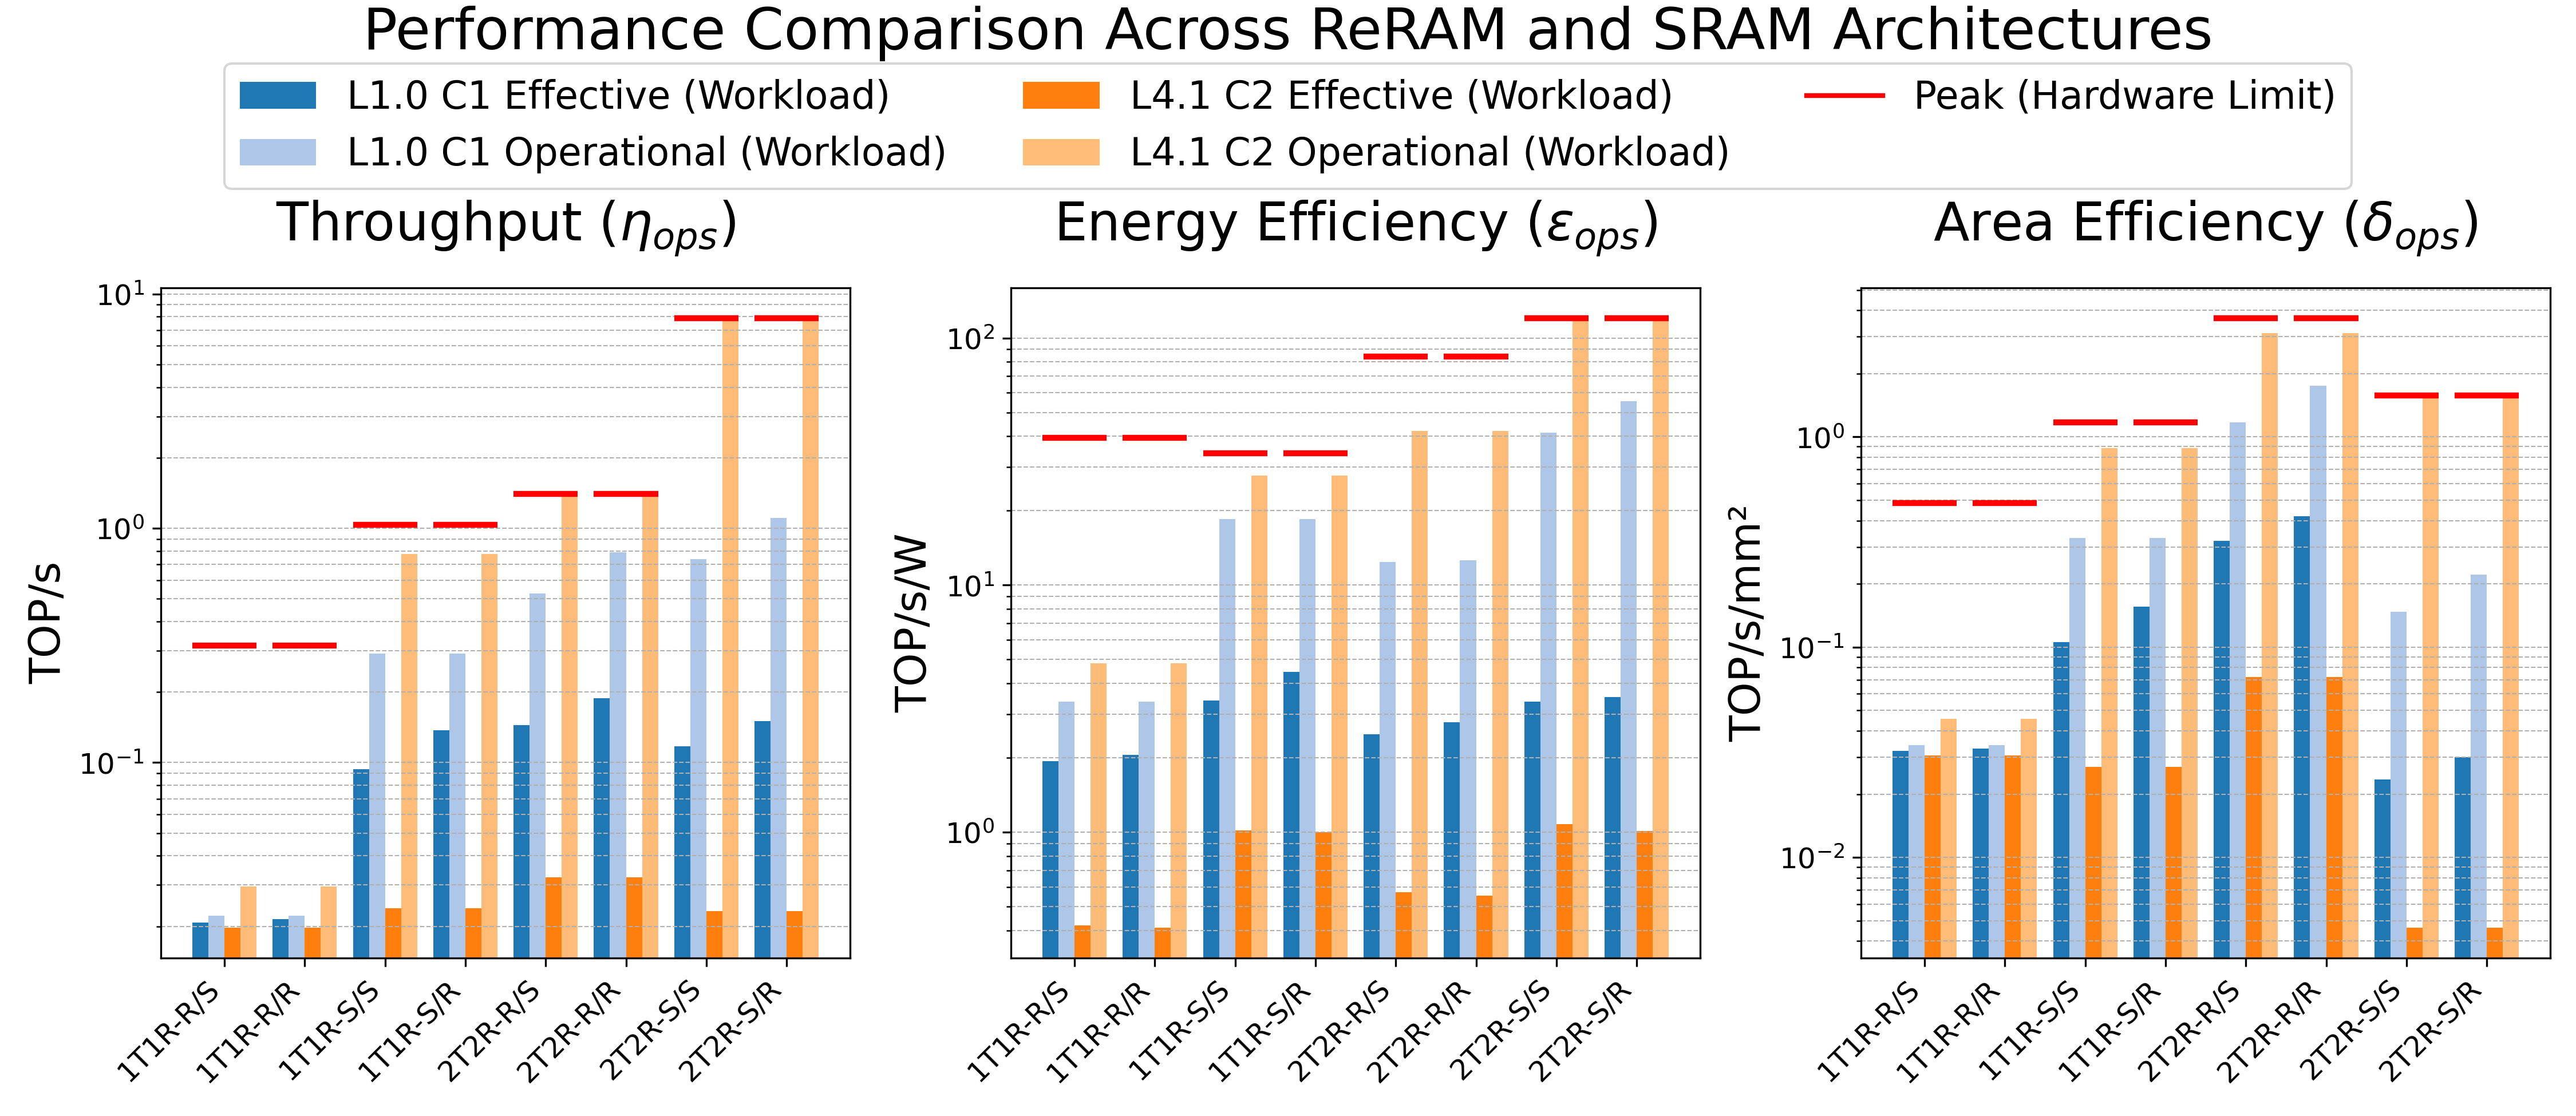 Performance Comparison Across ReRAM and SRAM Architectures
L1.0 C1 Effective (Workload)
L1.0 C1 Operational (Workload)
L4.1 C2 Effective (Workload)
L4.1 C2 Operational (Workload)
Peak (Hardware Limit)
Throughput (η_ops)
TOP/s
10¹
10⁰
10⁻¹
1T1R-R/S
1T1R-R/R
1T1R-S/S
1T1R-S/R
2T2R-R/S
2T2R-R/R
2T2R-S/S
2T2R-S/R
Energy Efficiency (ε_ops)
TOP/s/W
10²
10¹
10⁰
1T1R-R/S
1T1R-R/R
1T1R-S/S
1T1R-S/R
2T2R-R/S
2T2R-R/R
2T2R-S/S
2T2R-S/R
Area Efficiency (δ_ops)
TOP/s/mm²
10⁰
10⁻¹
10⁻²
1T1R-R/S
1T1R-R/R
1T1R-S/S
1T1R-S/R
2T2R-R/S
2T2R-R/R
2T2R-S/S
2T2R-S/R